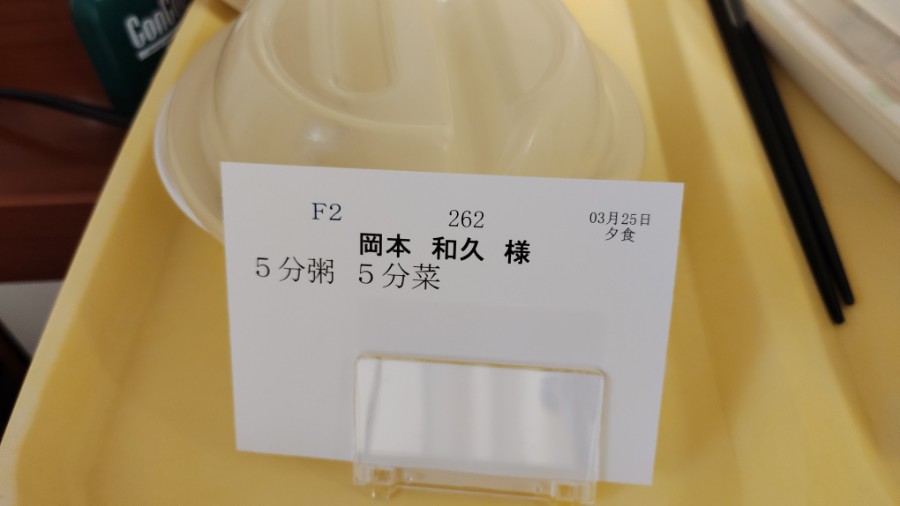 F2 262 03月25日
夕食
岡本 和久 様
5分粥 5分菜